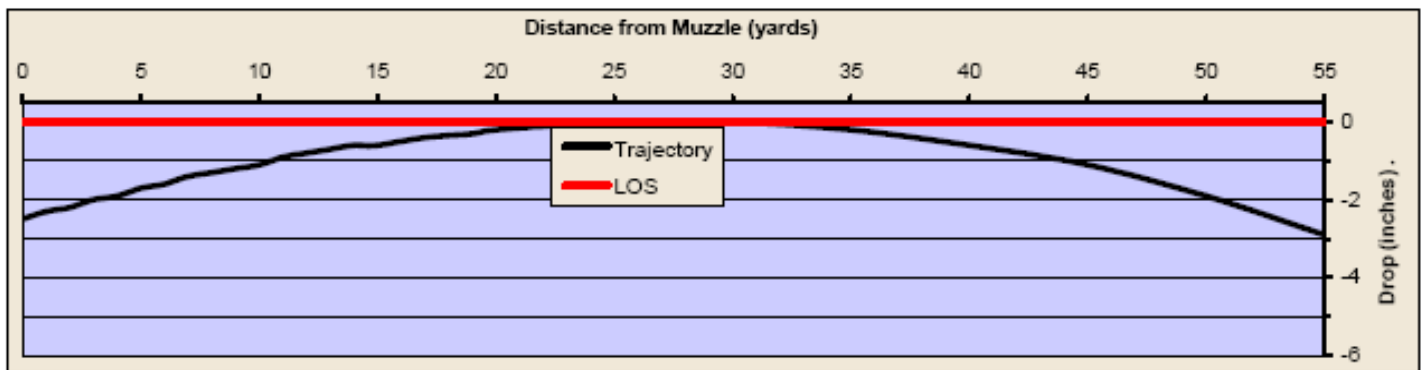 Distance from Muzzle (yards)
0 5 10 15 20 25 30 35 40 45 50 55
0
Trajectory
LOS
-2
-4
-6
Drop (inches) .